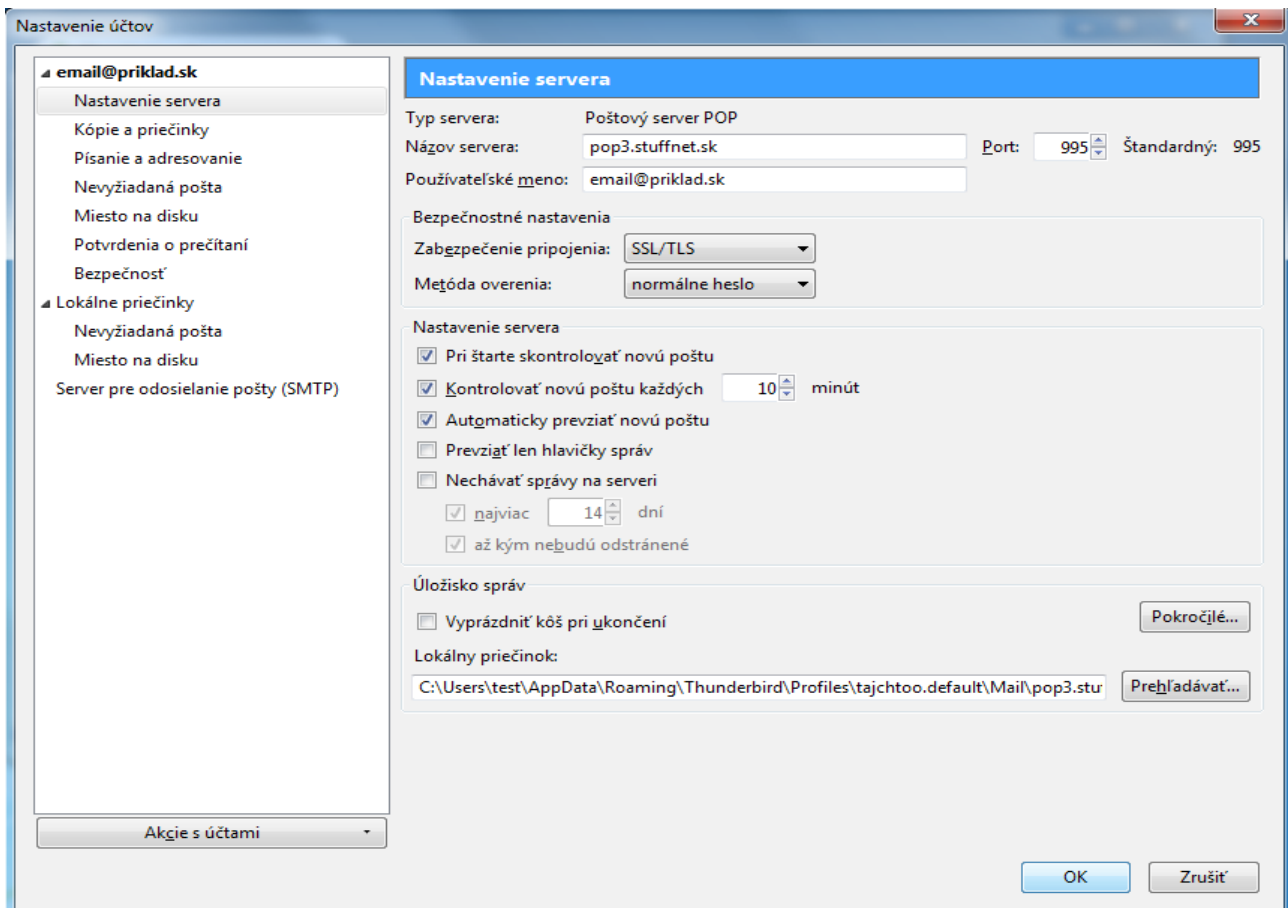 Nastavenie účtov
email@priklad.sk
Nastavenie servera
Kópie a priečinky
Písanie a adresovanie
Nevyžiadaná pošta
Miesto na disku
Potvrdenia o prečítaní
Bezpečnosť
Lokálne priečinky
Nevyžiadaná pošta
Miesto na disku
Server pre odosielanie pošty (SMTP)
Akcie s účtami
Nastavenie servera
Typ servera: Poštový server POP
Názov servera: pop3.stuffnet.sk Port: 995 Štandardný: 995
Používateľské meno: email@priklad.sk
Bezpečnostné nastavenia
Zabezpečenie pripojenia: SSL/TLS
Metóda overenia: normálne heslo
Nastavenie servera
Pri štarte skontrolovať novú poštu
Kontrolovať novú poštu každých 10 minút
Automaticky prevziať novú poštu
Prevziať len hlavičky správ
Nechávať správy na serveri
najviac 14 dní
až kým nebudú odstránené
Úložisko správ
Vyprázdniť kôš pri ukončení Pokročilé...
Lokálny priečinok:
C:\Users\test\AppData\Roaming\Thunderbird\Profiles\tajchtoo.default\Mail\pop3.stu Prehľadávať...
OK Zrušiť